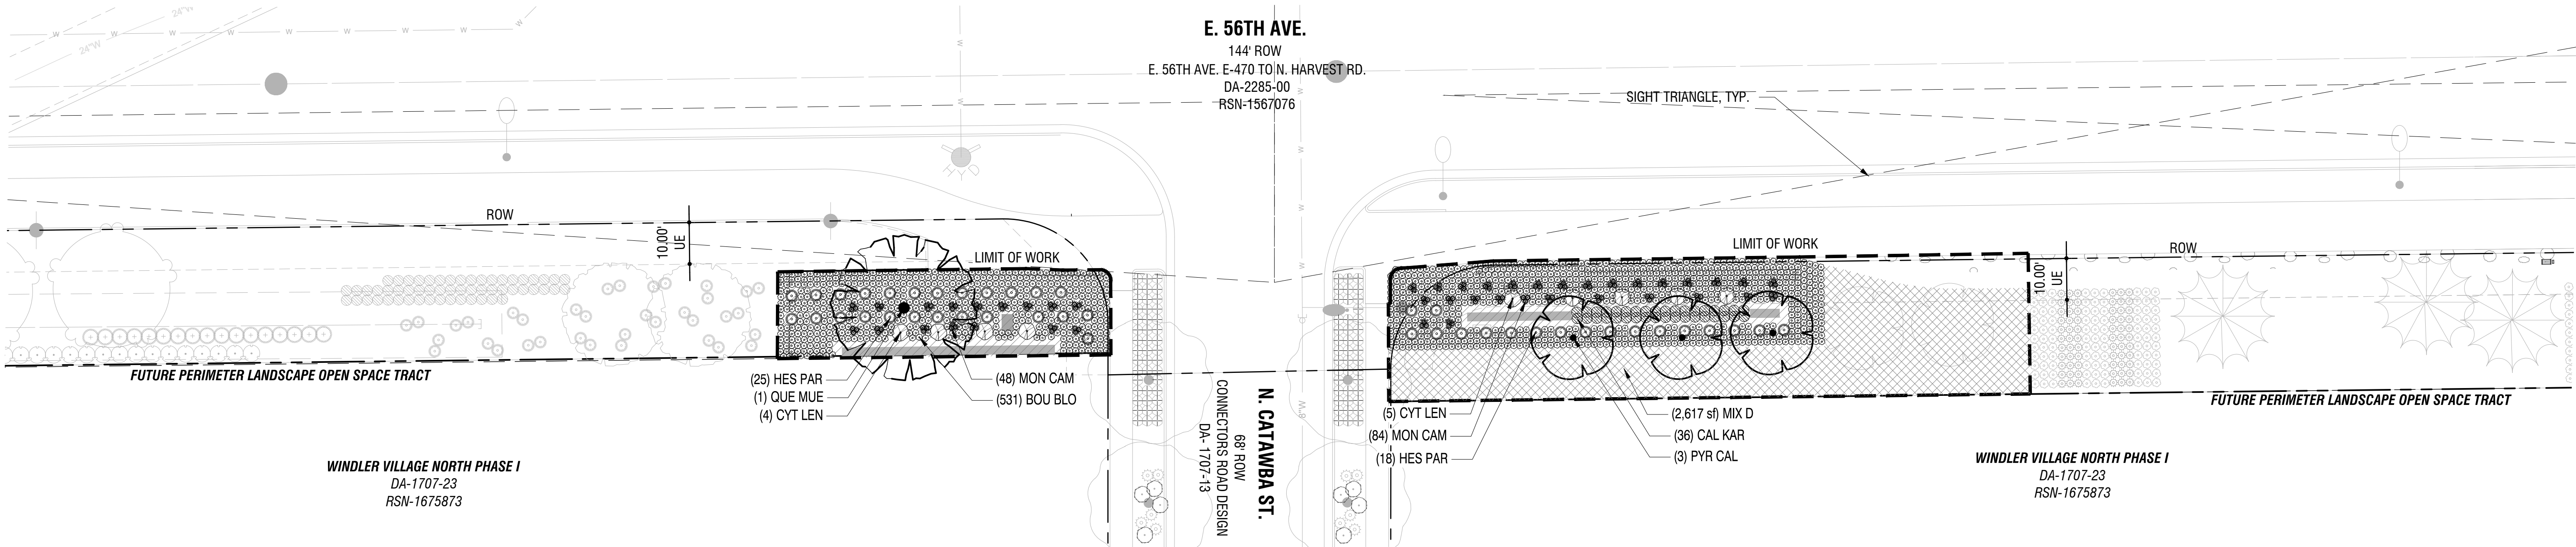 24"W
24"W
E. 56TH AVE.
144' ROW
E. 56TH AVE. E-470 TO N. HARVEST RD.
DA-2285-00
RSN-1567076
SIGHT TRIANGLE, TYP.
ROW
10.00'
UE
LIMIT OF WORK
LIMIT OF WORK
ROW
10.00'
UE
FUTURE PERIMETER LANDSCAPE OPEN SPACE TRACT
(25) HES PAR
(1) QUE MUE
(4) CYT LEN
(48) MON CAM
(531) BOU BLO
N. CATAWBA ST.
68' ROW
CONNECTORS ROAD DESIGN
DA- 1707-13
8"W
(5) CYT LEN
(84) MON CAM
(18) HES PAR
(2,617 sf) MIX D
(36) CAL KAR
(3) PYR CAL
FUTURE PERIMETER LANDSCAPE OPEN SPACE TRACT
WINDLER VILLAGE NORTH PHASE I
DA-1707-23
RSN-1675873
WINDLER VILLAGE NORTH PHASE I
DA-1707-23
RSN-1675873